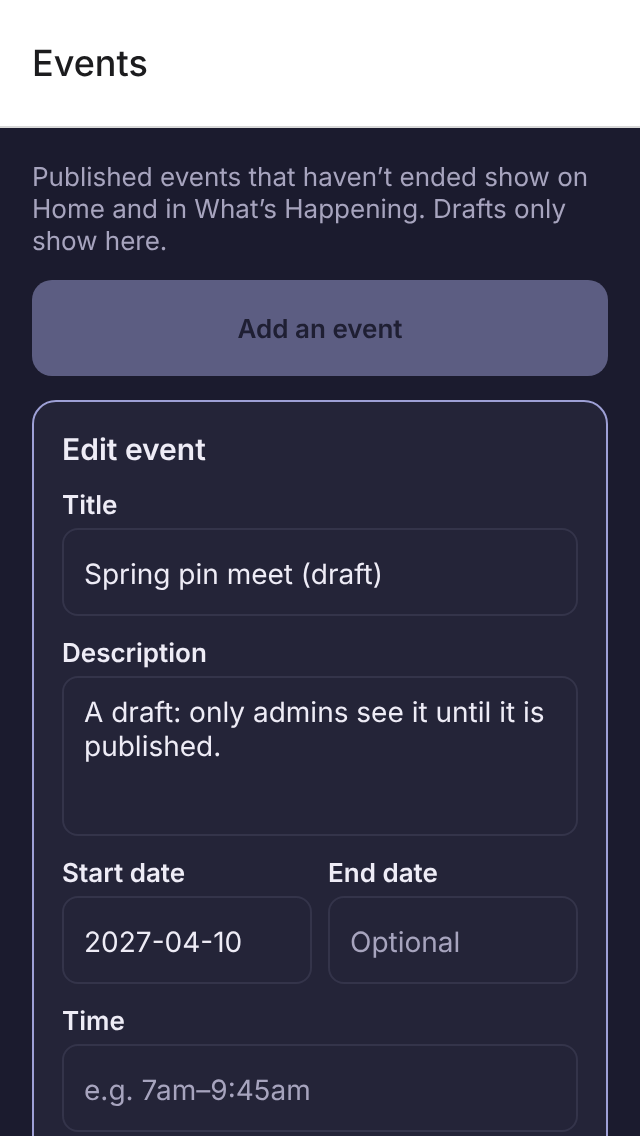 Events
Published events that haven’t ended show on
Home and in What’s Happening. Drafts only
show here.
Add an event
Edit event
Title
Spring pin meet (draft)
Description
A draft: only admins see it until it is
published.
Start date
End date
2027-04-10
Optional
Time
e.g. 7am–9:45am